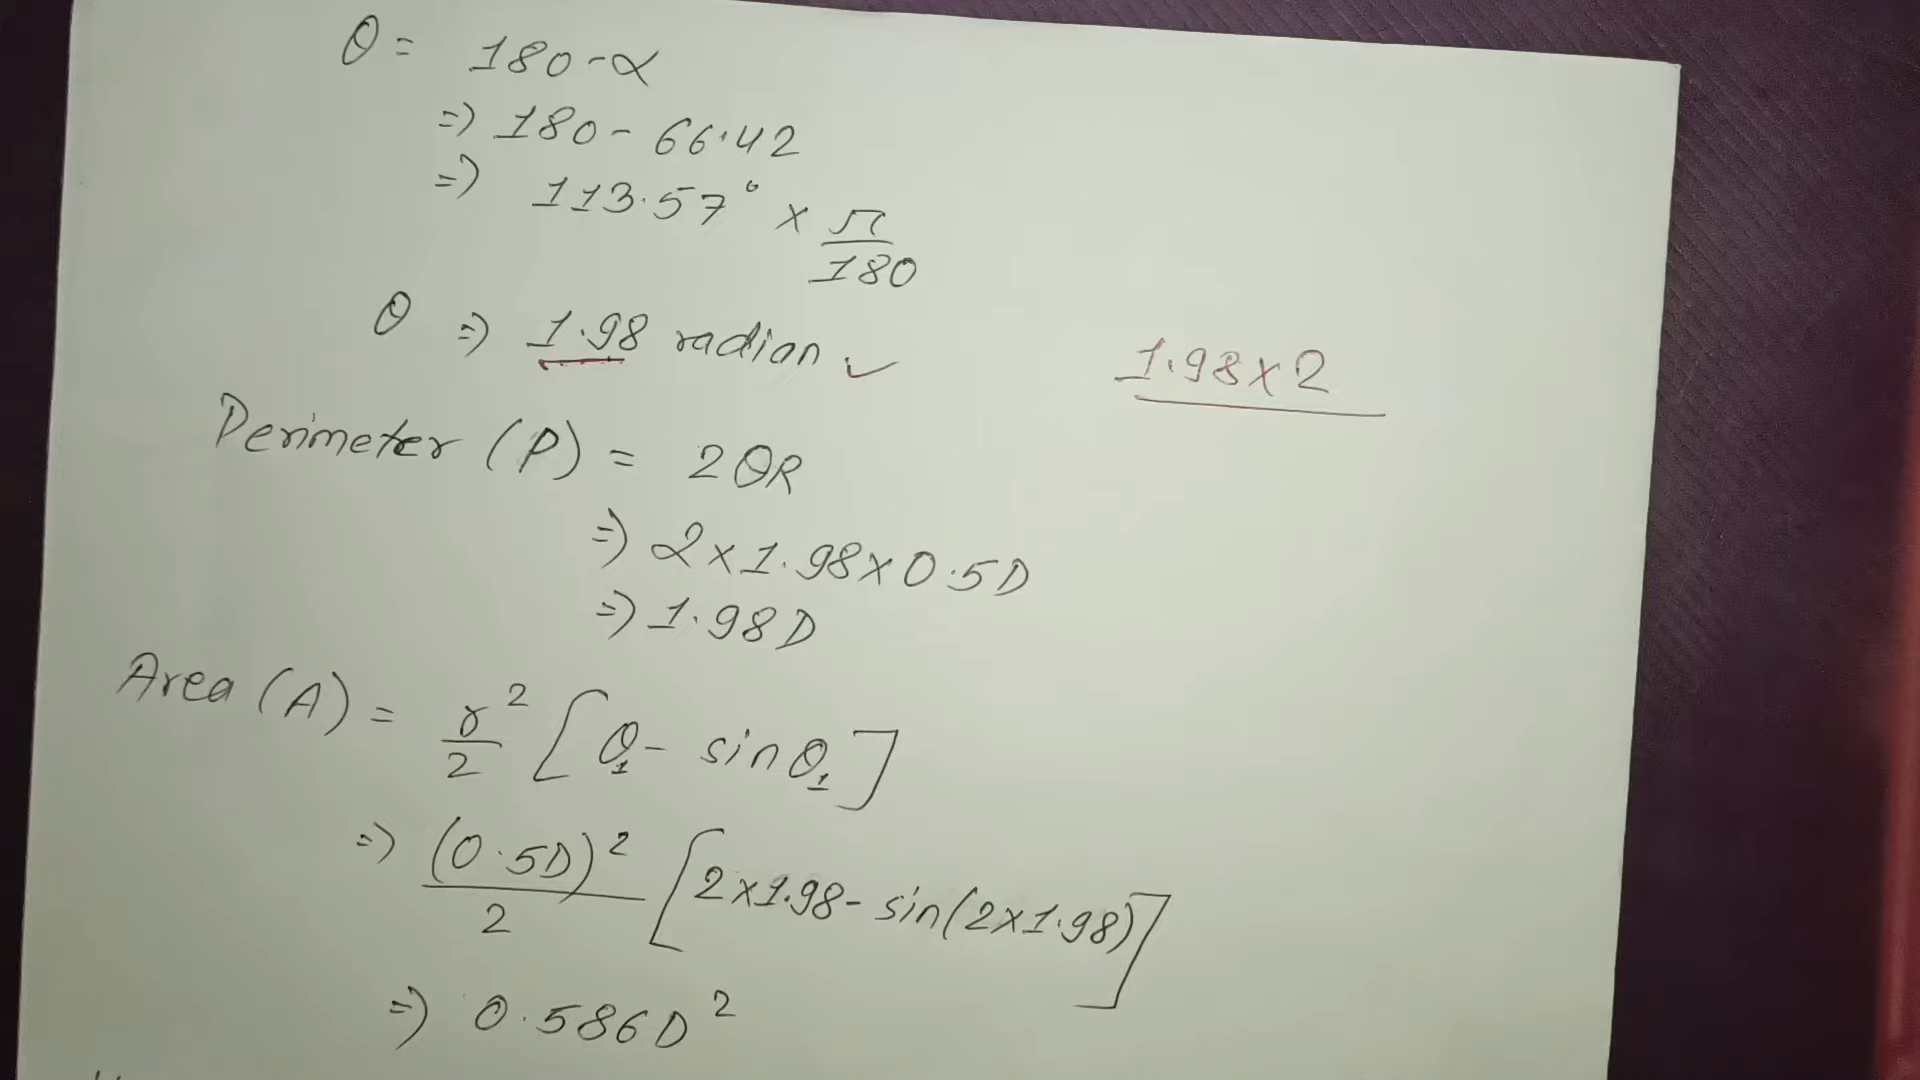 θ = 180 - α
⇒ 180 - 66.42
⇒ 113.57° × π/180
θ ⇒ 1.98 radian ✓
1.98 × 2
Perimeter (P) = 2θR
⇒ 2 × 1.98 × 0.5D
⇒ 1.98D
Area (A) = r²/2 [θ₁ - sinθ₁]
⇒ (0.5D)²/2 [2×1.98 - sin(2×1.98)]
⇒ 0.586D²